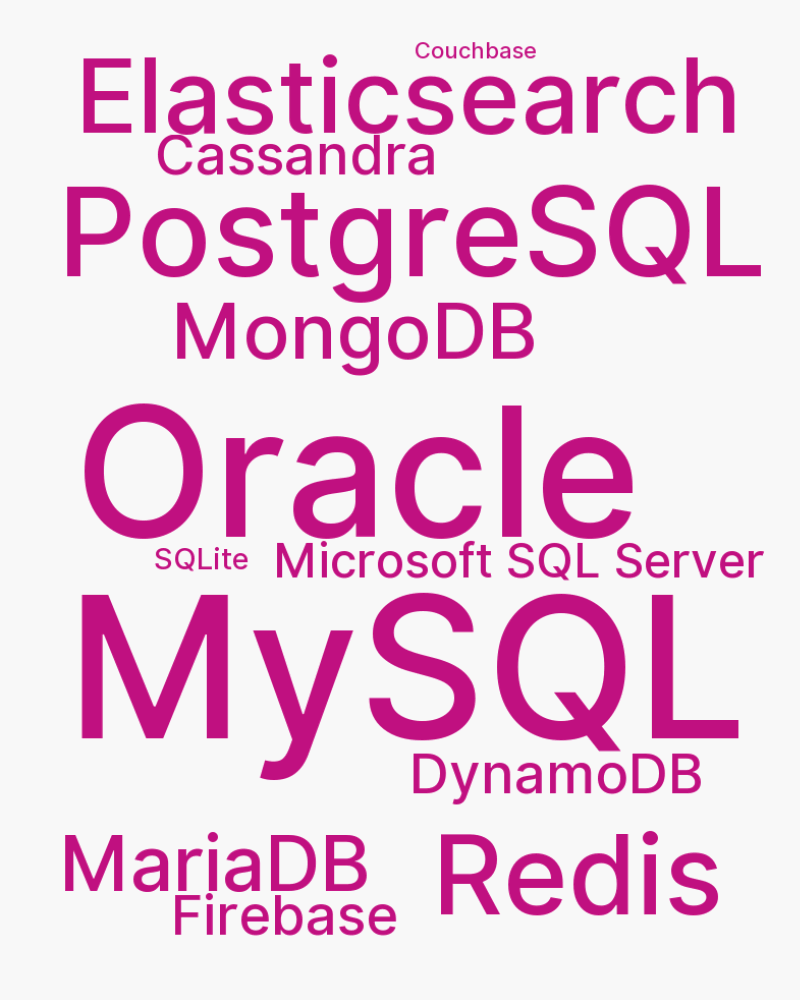 Couchbase
Elasticsearch
Cassandra
PostgreSQL
MongoDB
Oracle
SQLite Microsoft SQL Server
MySQL
DynamoDB
MariaDB Redis
Firebase